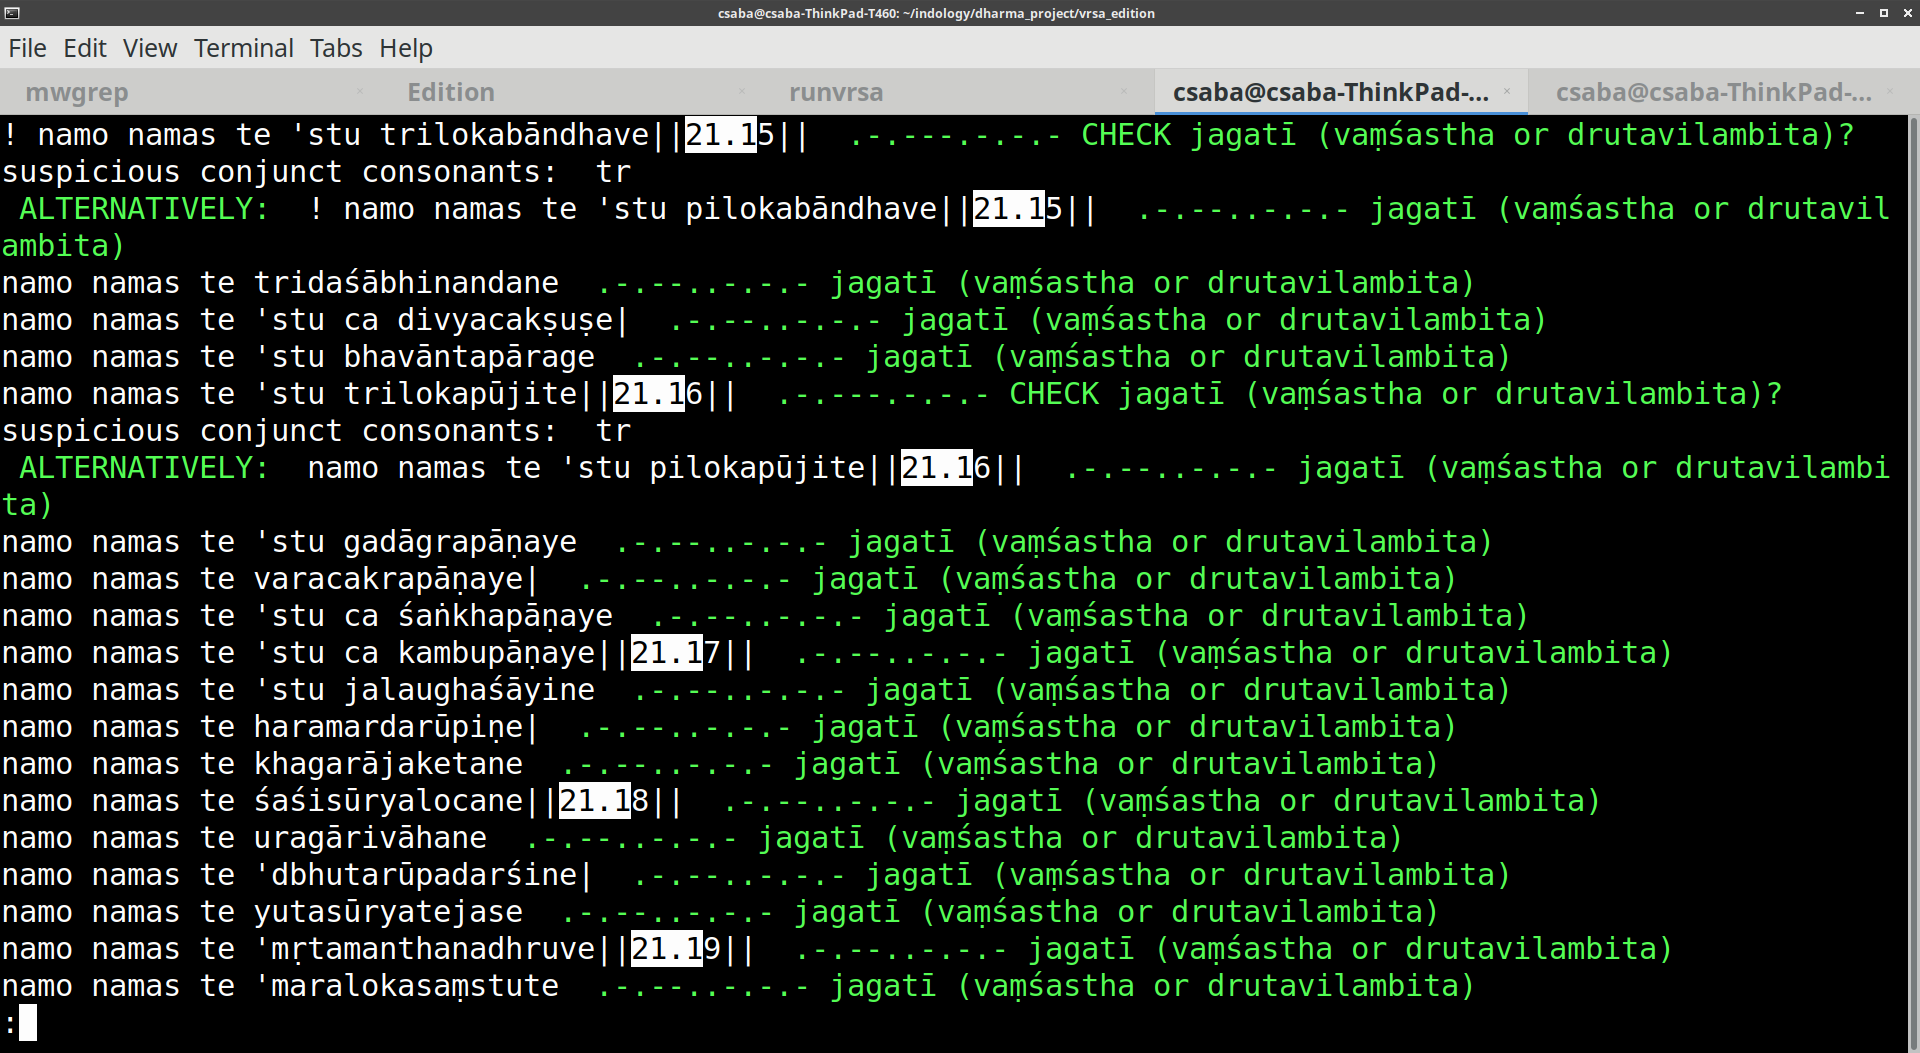 csaba@csaba-ThinkPad-T460: ~/indology/dharma_project/vrsa_edition
File Edit View Terminal Tabs Help
mwgrep × Edition × runvrsa × csaba@csaba-ThinkPad-... × csaba@csaba-ThinkPad-... ×
! namo namas te 'stu trilokabāndhave||21.15||  .-.---.-.-.- CHECK jagatī (vaṃśastha or drutavilambita)?
suspicious conjunct consonants:  tr
ALTERNATIVELY:  ! namo namas te 'stu pilokabāndhave||21.15||  .-.--..-.-.- jagatī (vaṃśastha or drutavil
ambita)
namo namas te tridaśābhinandane  .-.--..-.-.- jagatī (vaṃśastha or drutavilambita)
namo namas te 'stu ca divyacakṣuṣe|  .-.--..-.-.- jagatī (vaṃśastha or drutavilambita)
namo namas te 'stu bhavāntapārage  .-.--..-.-.- jagatī (vaṃśastha or drutavilambita)
namo namas te 'stu trilokapūjite||21.16||  .-.---.-.-.- CHECK jagatī (vaṃśastha or drutavilambita)?
suspicious conjunct consonants:  tr
ALTERNATIVELY:  namo namas te 'stu pilokapūjite||21.16||  .-.--..-.-.- jagatī (vaṃśastha or drutavilambi
ta)
namo namas te 'stu gadāgrapāṇaye  .-.--..-.-.- jagatī (vaṃśastha or drutavilambita)
namo namas te varacakrapāṇaye|  .-.--..-.-.- jagatī (vaṃśastha or drutavilambita)
namo namas te 'stu ca śaṅkhapāṇaye  .-.--..-.-.- jagatī (vaṃśastha or drutavilambita)
namo namas te 'stu ca kambupāṇaye||21.17||  .-.--..-.-.- jagatī (vaṃśastha or drutavilambita)
namo namas te 'stu jalaughaśāyine  .-.--..-.-.- jagatī (vaṃśastha or drutavilambita)
namo namas te haramardarūpiṇe|  .-.--..-.-.- jagatī (vaṃśastha or drutavilambita)
namo namas te khagarājaketane  .-.--..-.-.- jagatī (vaṃśastha or drutavilambita)
namo namas te śaśisūryalocane||21.18||  .-.--..-.-.- jagatī (vaṃśastha or drutavilambita)
namo namas te uragārivāhane  .-.--..-.-.- jagatī (vaṃśastha or drutavilambita)
namo namas te 'dbhutarūpadarśine|  .-.--..-.-.- jagatī (vaṃśastha or drutavilambita)
namo namas te yutasūryatejase  .-.--..-.-.- jagatī (vaṃśastha or drutavilambita)
namo namas te 'mṛtamanthanadhruve||21.19||  .-.--..-.-.- jagatī (vaṃśastha or drutavilambita)
namo namas te 'maralokasaṃstute  .-.--..-.-.- jagatī (vaṃśastha or drutavilambita)
: